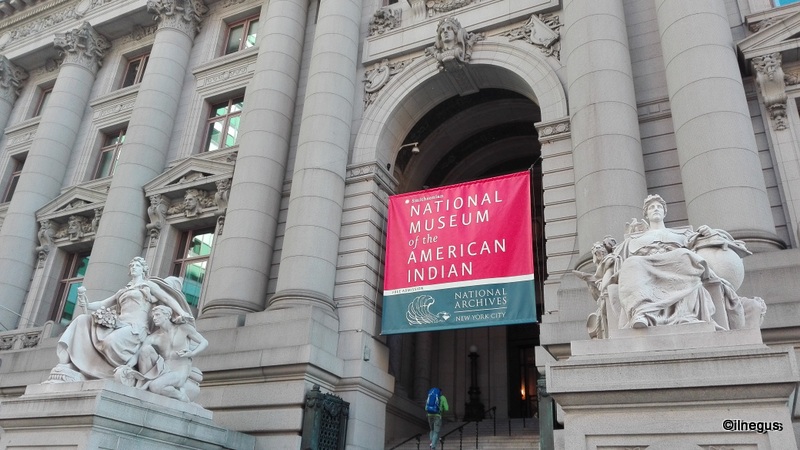 Smithsonian
NATIONAL
MUSEUM
of the
AMERICAN
INDIAN
FREE ADMISSION
NATIONAL
ARCHIVES
NEW YORK CITY
©ilnegus